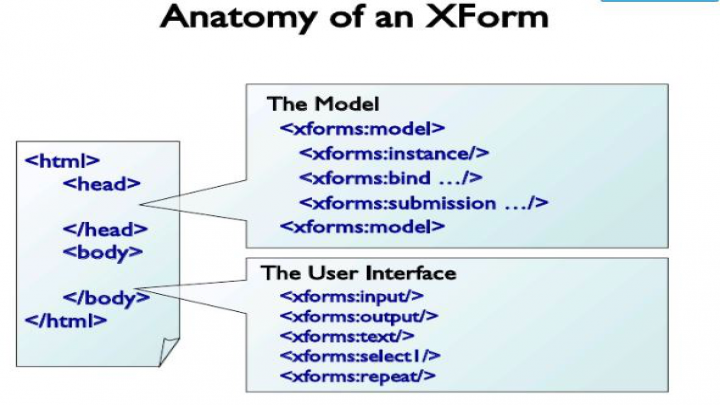 Anatomy of an XForm
<html>
<head>
</head>
<body>
</body>
</html>
The Model
<xforms:model>
<xforms:instance/>
<xforms:bind .../>
<xforms:submission .../>
<xforms:model>
The User Interface
<xforms:input/>
<xforms:output/>
<xforms:text/>
<xforms:select1/>
<xforms:repeat/>